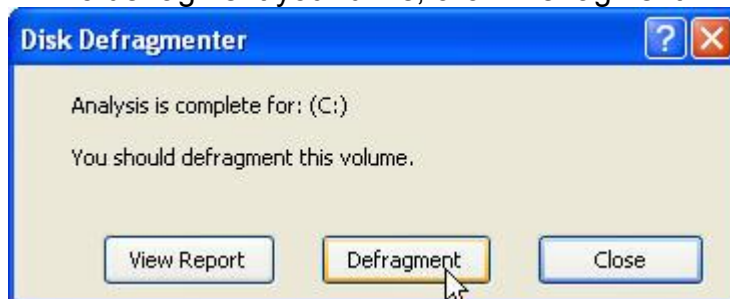 Disk Defragmenter
Analysis is complete for: (C:)
You should defragment this volume.
View Report Defragment Close